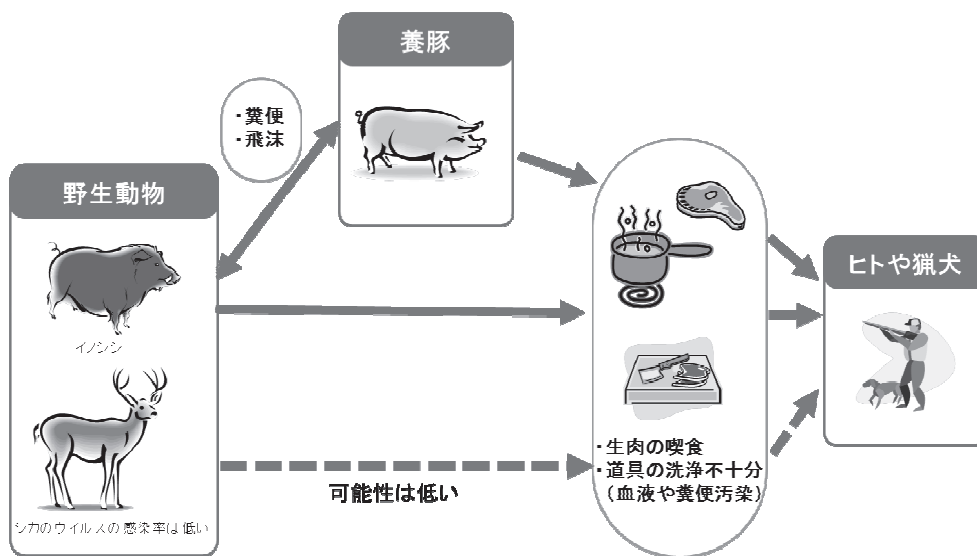 養豚
・糞便
・飛沫
野生動物
イノシシ
シカのウイルスの感染率は低い
可能性は低い
・生肉の喫食
・道具の洗浄不十分
（血液や糞便汚染）
ヒトや猟犬